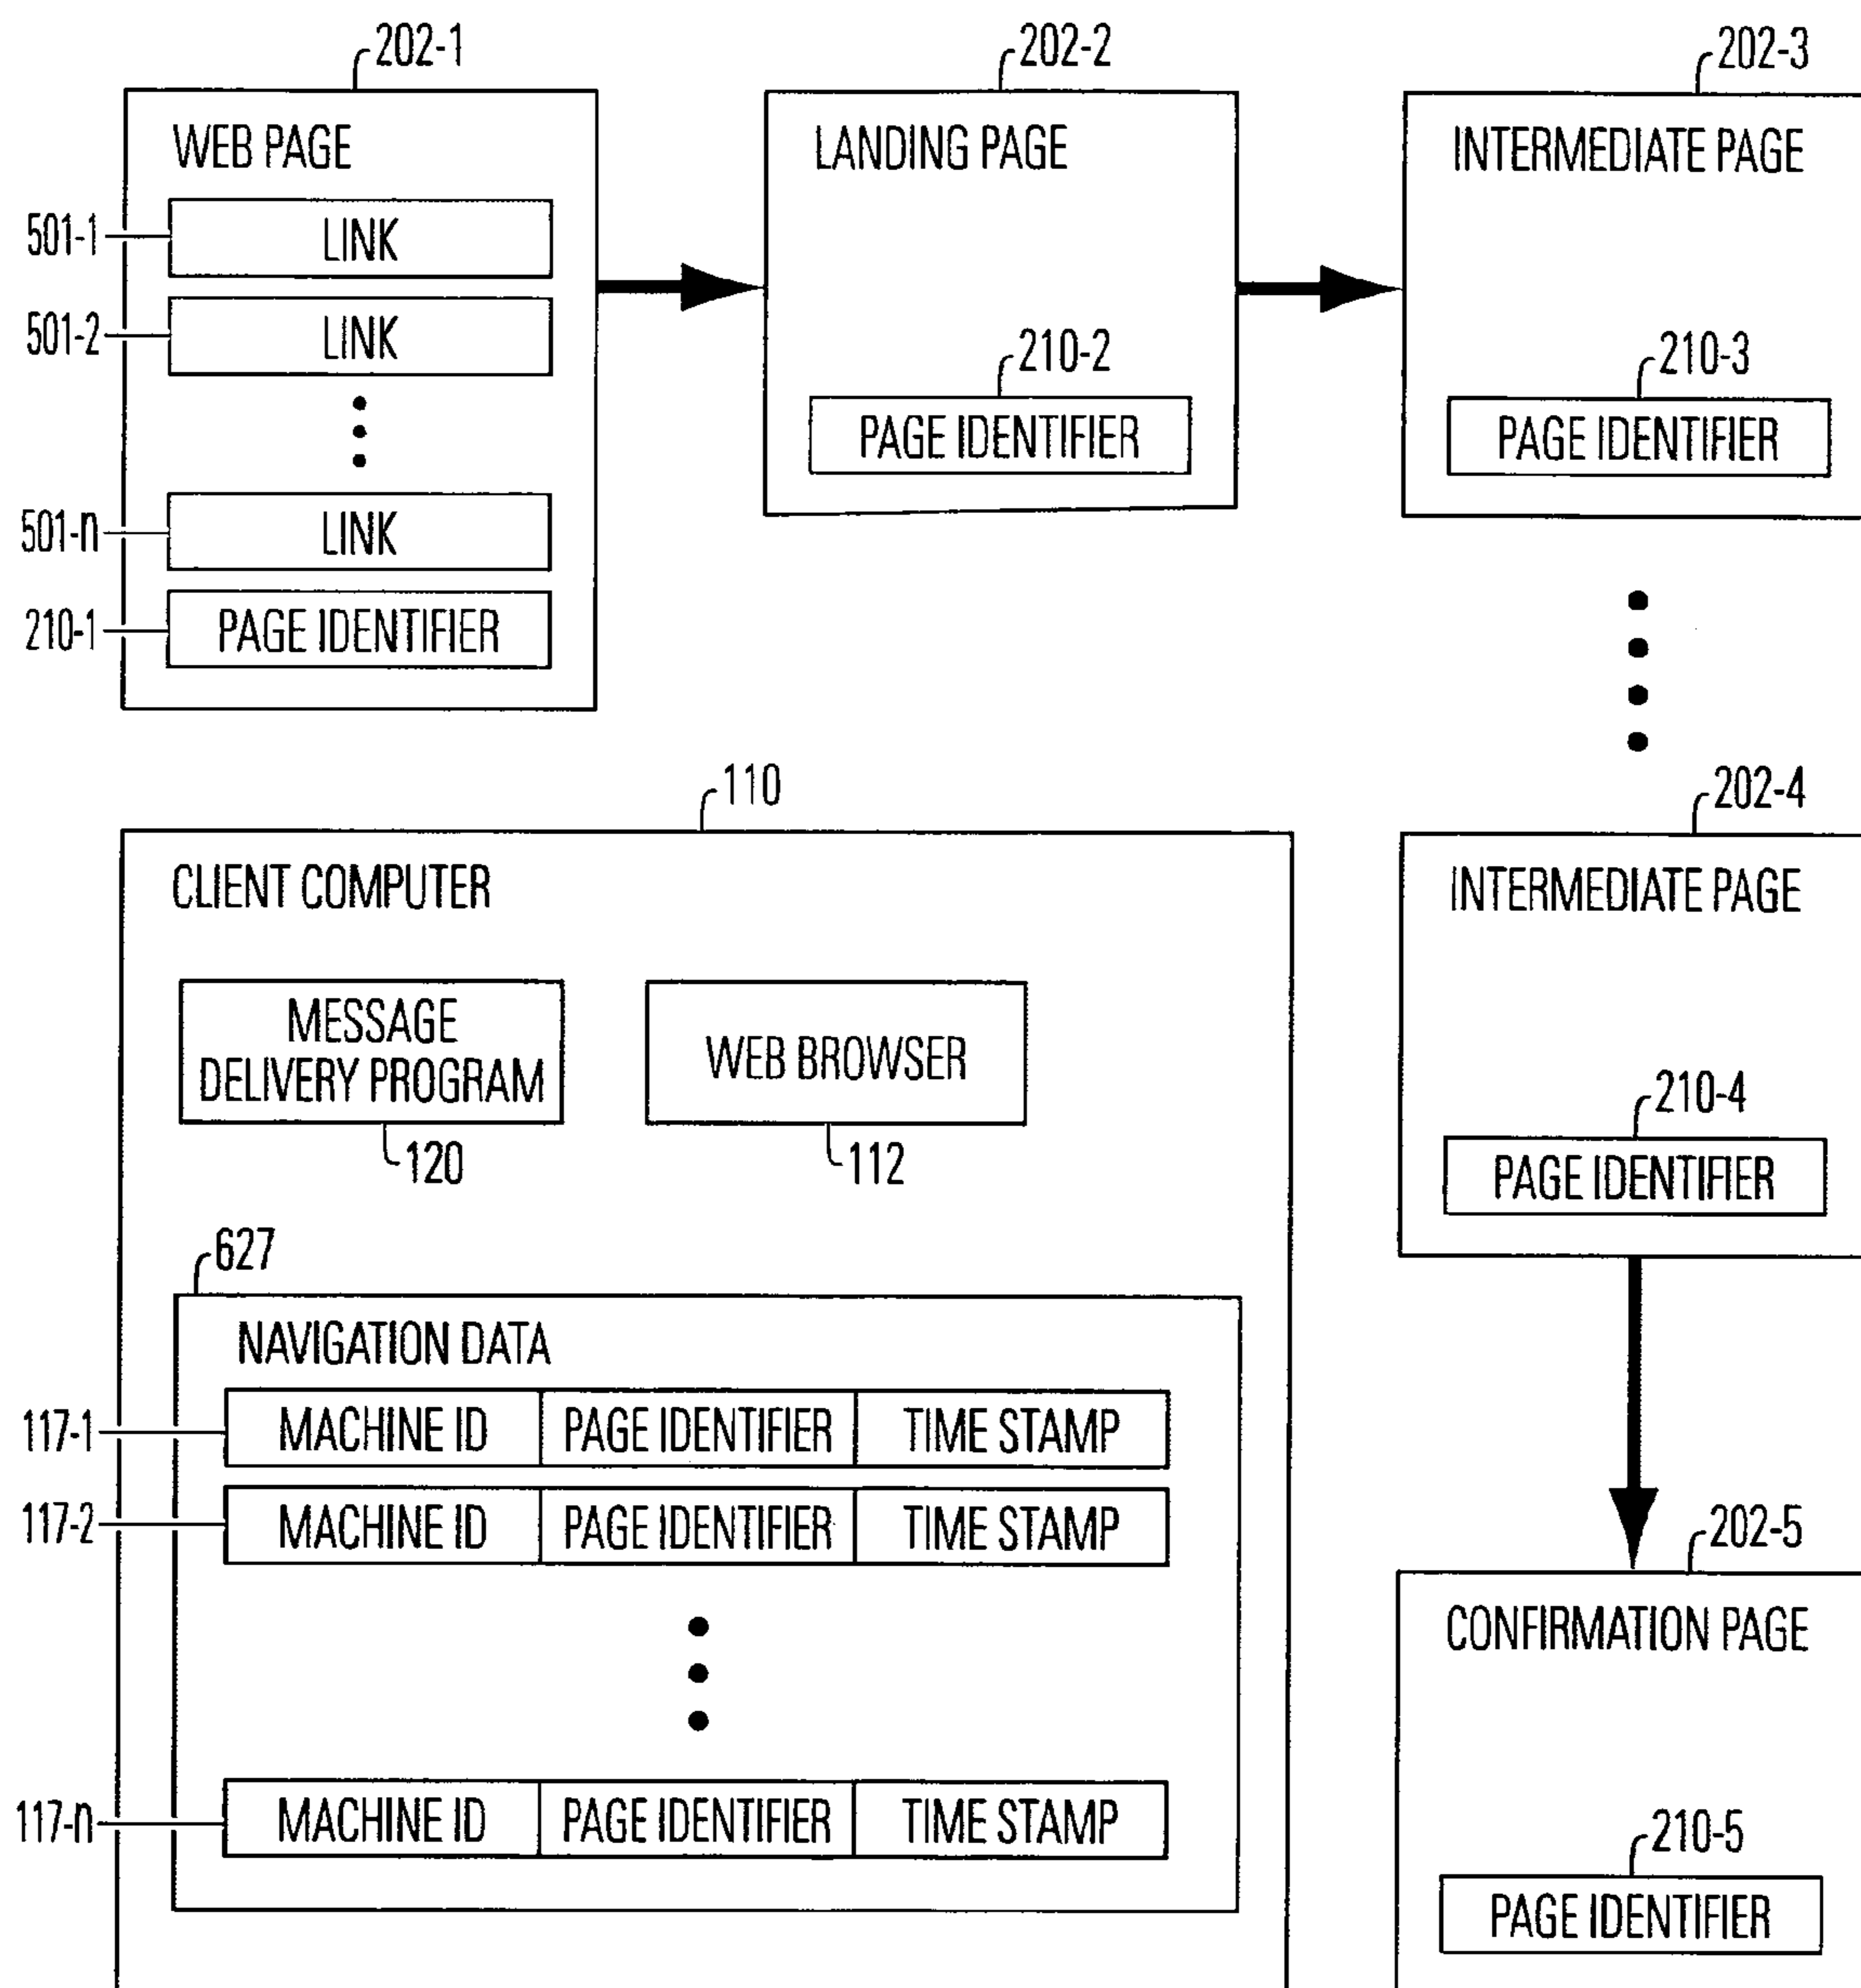 202-1
WEB PAGE
501-1
LINK
501-2
LINK
501-n
LINK
210-1
PAGE IDENTIFIER
202-2
LANDING PAGE
210-2
PAGE IDENTIFIER
202-3
INTERMEDIATE PAGE
210-3
PAGE IDENTIFIER
202-4
INTERMEDIATE PAGE
210-4
PAGE IDENTIFIER
202-5
CONFIRMATION PAGE
210-5
PAGE IDENTIFIER
110
CLIENT COMPUTER
MESSAGE
DELIVERY PROGRAM
120
WEB BROWSER
112
627
NAVIGATION DATA
117-1
MACHINE ID PAGE IDENTIFIER TIME STAMP
117-2
MACHINE ID PAGE IDENTIFIER TIME STAMP
117-n
MACHINE ID PAGE IDENTIFIER TIME STAMP